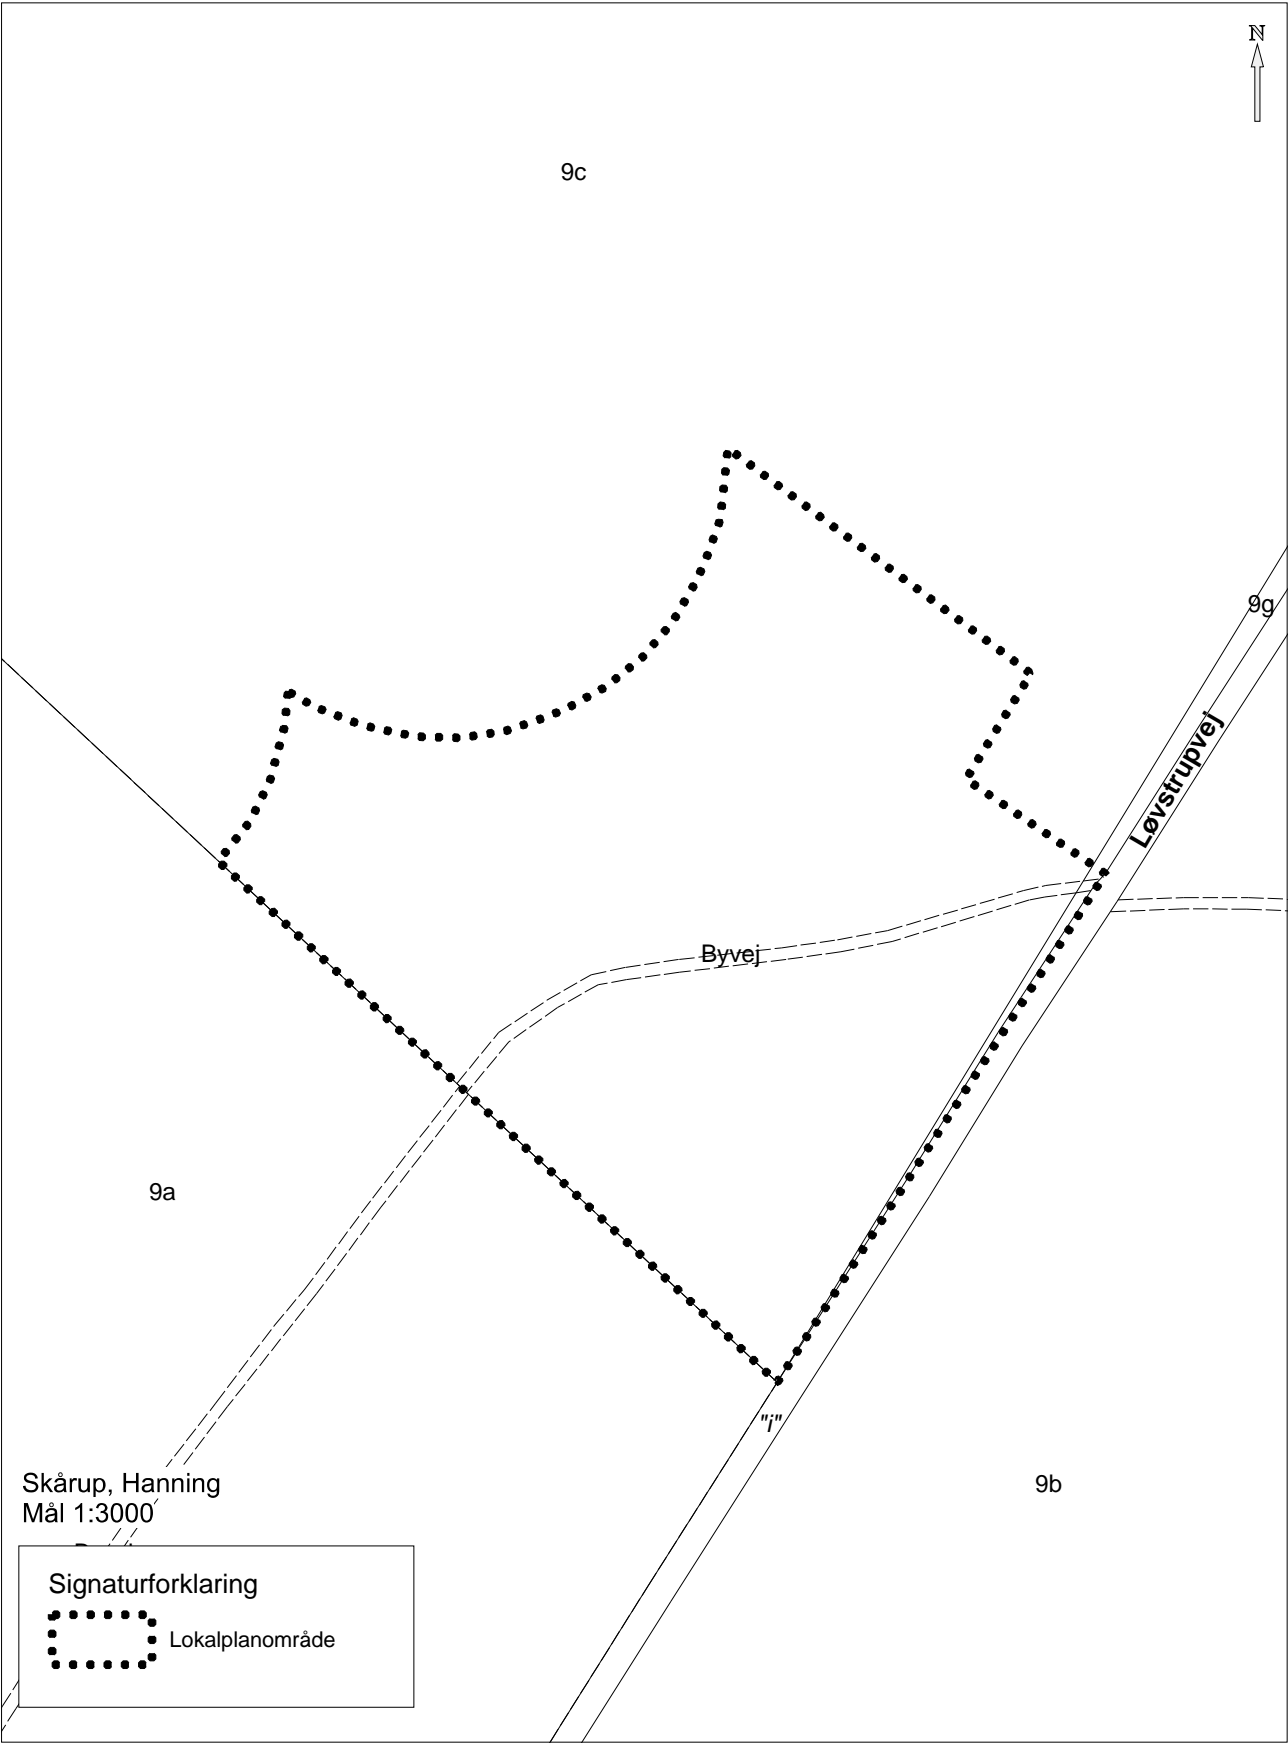 N
9c
9g
Løvstrupvej
Byvej
9a
"i"
9b
Skårup, Hanning
Mål 1:3000
Signaturforklaring
Lokalplanområde